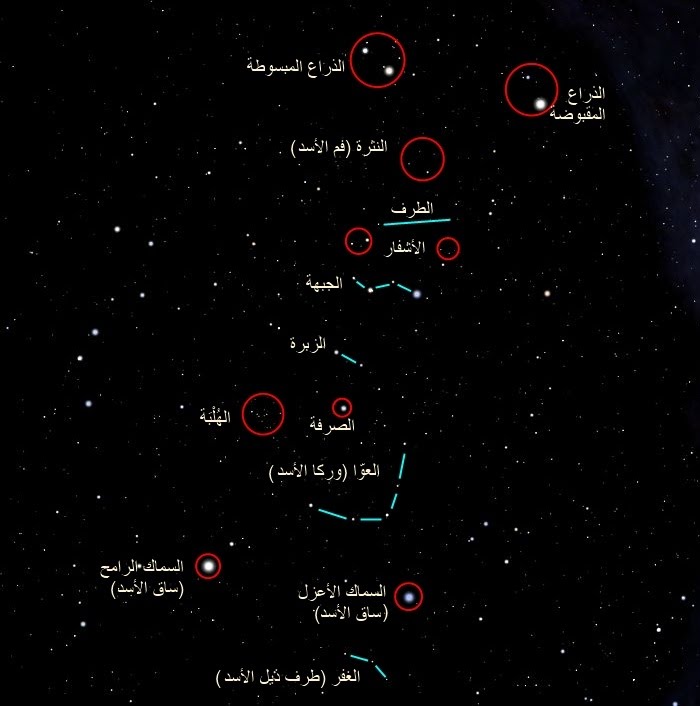 الذراع المبسوطة
الذراع
المقبوضة
النثرة (فم الأسد)
الطرف
الأشفار
الجبهة
الزبرة
الهُلْبَة
الصرفة
العوّا (وركا الأسد)
السماك الرامح
(ساق الأسد)
السماك الأعزل
(ساق الأسد)
الغفر (طرف ذيل الأسد)